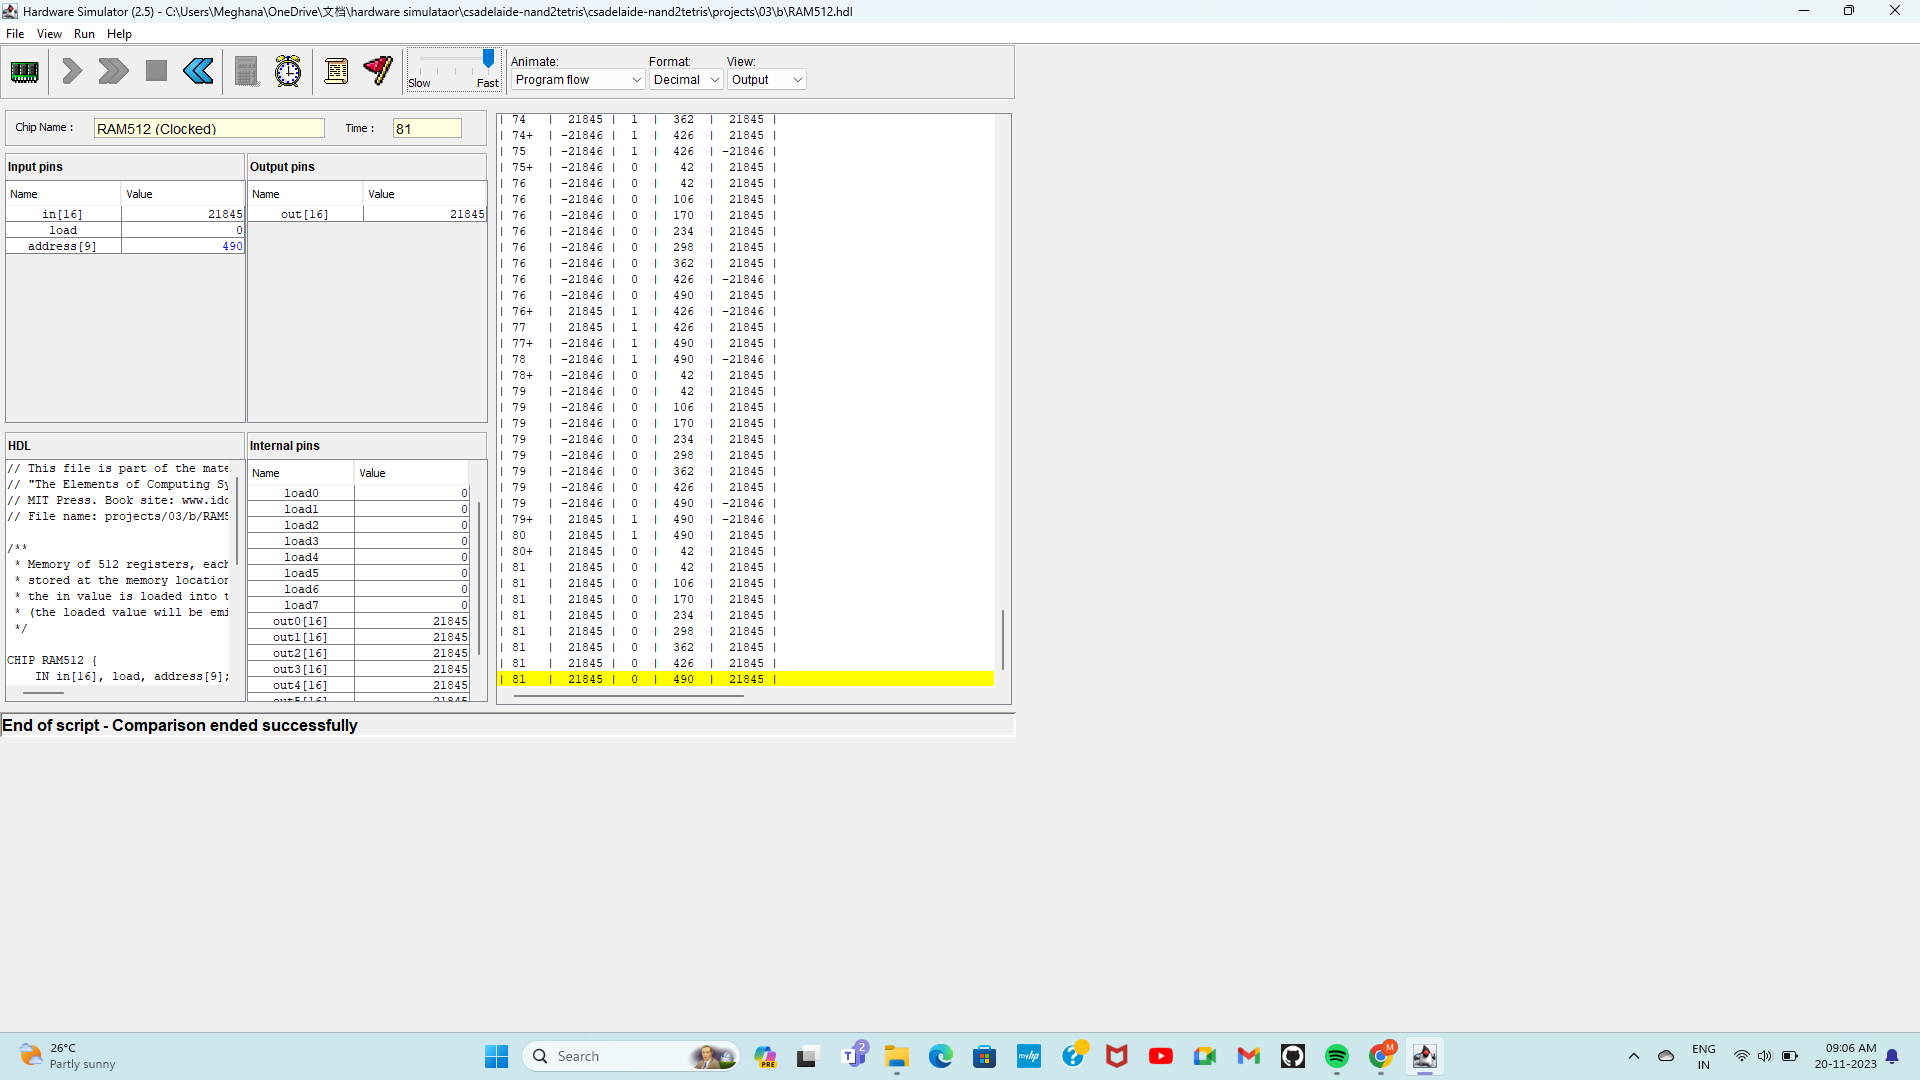 Hardware Simulator (2.5) - C:\Users\Meghana\OneDrive\文档\hardware simulataor\csadelaide-nand2tetris\csadelaide-nand2tetris\projects\03\b\RAM512.hdl
File View Run Help
Animate: Format: View:
Slow Fast Program flow Decimal Output
Chip Name : RAM512 (Clocked) Time : 81
Input pins
Name Value
in[16] 21845
load 0
address[9] 490
Output pins
Name Value
out[16] 21845
HDL
// This file is part of the mate
// "The Elements of Computing Sy
// MIT Press. Book site: www.idc
// File name: projects/03/b/RAM5
/**
* Memory of 512 registers, each
* stored at the memory location
* the in value is loaded into t
* (the loaded value will be emi
*/
CHIP RAM512 {
IN in[16], load, address[9];
Internal pins
Name Value
load0 0
load1 0
load2 0
load3 0
load4 0
load5 0
load6 0
load7 0
out0[16] 21845
out1[16] 21845
out2[16] 21845
out3[16] 21845
out4[16] 21845
out5[16] 21845
| 74 | 21845 | 1 | 362 | 21845 |
| 74+ | -21846 | 1 | 426 | 21845 |
| 75 | -21846 | 1 | 426 | -21846 |
| 75+ | -21846 | 0 | 42 | 21845 |
| 76 | -21846 | 0 | 42 | 21845 |
| 76 | -21846 | 0 | 106 | 21845 |
| 76 | -21846 | 0 | 170 | 21845 |
| 76 | -21846 | 0 | 234 | 21845 |
| 76 | -21846 | 0 | 298 | 21845 |
| 76 | -21846 | 0 | 362 | 21845 |
| 76 | -21846 | 0 | 426 | -21846 |
| 76 | -21846 | 0 | 490 | 21845 |
| 76+ | 21845 | 1 | 426 | -21846 |
| 77 | 21845 | 1 | 426 | 21845 |
| 77+ | -21846 | 1 | 490 | 21845 |
| 78 | -21846 | 1 | 490 | -21846 |
| 78+ | -21846 | 0 | 42 | 21845 |
| 79 | -21846 | 0 | 42 | 21845 |
| 79 | -21846 | 0 | 106 | 21845 |
| 79 | -21846 | 0 | 170 | 21845 |
| 79 | -21846 | 0 | 234 | 21845 |
| 79 | -21846 | 0 | 298 | 21845 |
| 79 | -21846 | 0 | 362 | 21845 |
| 79 | -21846 | 0 | 426 | 21845 |
| 79 | -21846 | 0 | 490 | -21846 |
| 79+ | 21845 | 1 | 490 | -21846 |
| 80 | 21845 | 1 | 490 | 21845 |
| 80+ | 21845 | 0 | 42 | 21845 |
| 81 | 21845 | 0 | 42 | 21845 |
| 81 | 21845 | 0 | 106 | 21845 |
| 81 | 21845 | 0 | 170 | 21845 |
| 81 | 21845 | 0 | 234 | 21845 |
| 81 | 21845 | 0 | 298 | 21845 |
| 81 | 21845 | 0 | 362 | 21845 |
| 81 | 21845 | 0 | 426 | 21845 |
| 81 | 21845 | 0 | 490 | 21845 |
End of script - Comparison ended successfully
26°C
Partly sunny
Search
PRE
T 2
myhp
M
ENG
IN
09:06 AM
20-11-2023